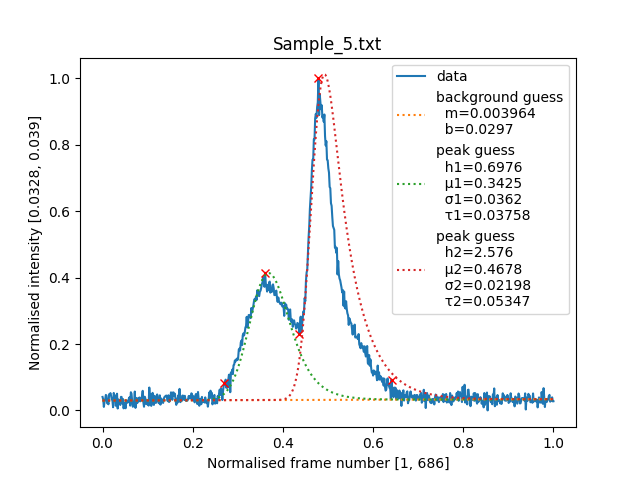 Sample_5.txt
Normalised intensity [0.0328, 0.039]
1.0
0.8
0.6
0.4
0.2
0.0
0.0 0.2 0.4 0.6 0.8 1.0
Normalised frame number [1, 686]
data
background guess
m=0.003964
b=0.0297
peak guess
h1=0.6976
μ1=0.3425
σ1=0.0362
τ1=0.03758
peak guess
h2=2.576
μ2=0.4678
σ2=0.02198
τ2=0.05347